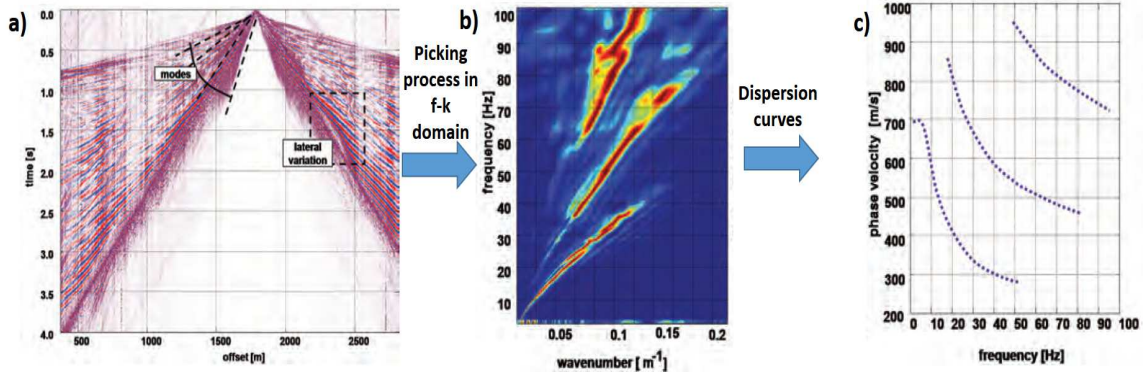 a)
0.0
0.5
1.0
1.5
2.0
2.5
3.0
3.5
4.0
time [s]
modes
lateral
variation
500
1000
1500
2000
2500
offset [m]
Picking
process in
f-k
domain
b)
100
90
80
70
60
50
40
30
20
10
frequency [Hz]
0.05
0.1
0.15
0.2
wavenumber [ m⁻¹]
Dispersion
curves
c)
1000
900
800
700
600
500
400
300
200
phase velocity [m/s]
0 10 20 30 40 50 60 70 80 90 100
frequency [Hz]